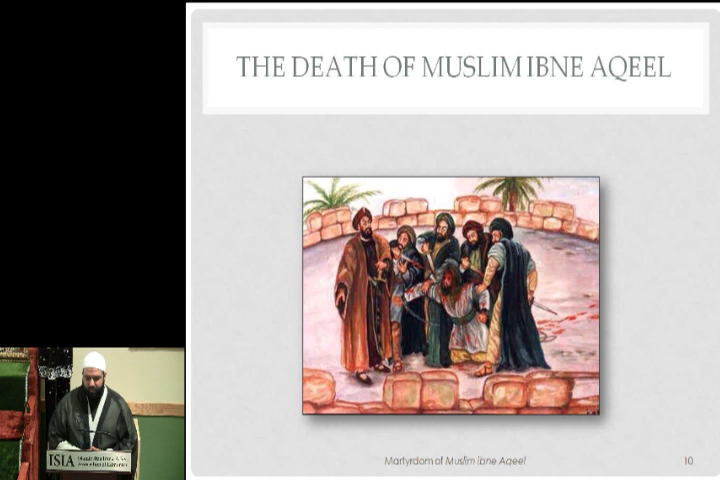 THE DEATH OF MUSLIM IBNE AQEEL
Martyrdom of Muslim ibne Aqeel
10
ISIA